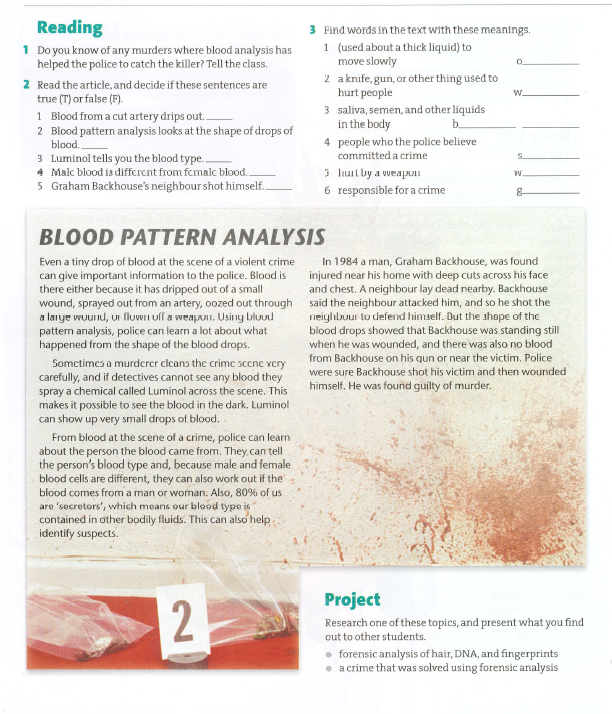 Reading
1 Do you know of any murders where blood analysis has
helped the police to catch the killer? Tell the class.
2 Read the article, and decide if these sentences are
true (T) or false (F).
1 Blood from a cut artery drips out. _____
2 Blood pattern analysis looks at the shape of drops of
blood. _____
3 Luminol tells you the blood type. _____
4 Male blood is different from female blood. _____
5 Graham Backhouse's neighbour shot himself. _____
3 Find words in the text with these meanings.
1 (used about a thick liquid) to
move slowly o__________
2 a knife, gun, or other thing used to
hurt people w__________
3 saliva, semen, and other liquids
in the body b__________ __________
4 people who the police believe
committed a crime s__________
5 hurt by a weapon w__________
6 responsible for a crime g__________
BLOOD PATTERN ANALYSIS
Even a tiny drop of blood at the scene of a violent crime
can give important information to the police. Blood is
there either because it has dripped out of a small
wound, sprayed out from an artery, oozed out through
a large wound, or flown off a weapon. Using blood
pattern analysis, police can learn a lot about what
happened from the shape of the blood drops.
Sometimes a murderer cleans the crime scene very
carefully, and if detectives cannot see any blood they
spray a chemical called Luminol across the scene. This
makes it possible to see the blood in the dark. Luminol
can show up very small drops of blood.
From blood at the scene of a crime, police can learn
about the person the blood came from. They can tell
the person's blood type and, because male and female
blood cells are different, they can also work out if the
blood comes from a man or woman. Also, 80% of us
are 'secretors', which means our blood type is
contained in other bodily fluids. This can also help
identify suspects.
In 1984 a man, Graham Backhouse, was found
injured near his home with deep cuts across his face
and chest. A neighbour lay dead nearby. Backhouse
said the neighbour attacked him, and so he shot the
neighbour to defend himself. But the shape of the
blood drops showed that Backhouse was standing still
when he was wounded, and there was also no blood
from Backhouse on his gun or near the victim. Police
were sure Backhouse shot his victim and then wounded
himself. He was found guilty of murder.
2
Project
Research one of these topics, and present what you find
out to other students.
forensic analysis of hair, DNA, and fingerprints
a crime that was solved using forensic analysis